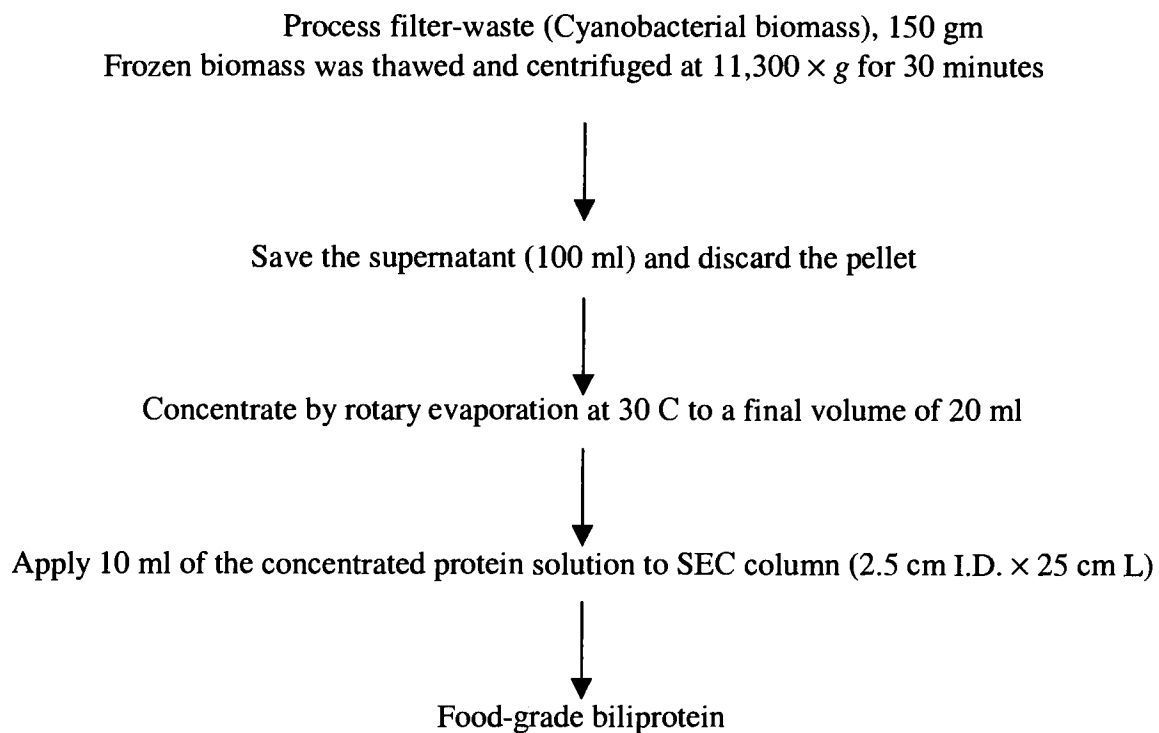 Process filter-waste (Cyanobacterial biomass), 150 gm
Frozen biomass was thawed and centrifuged at 11,300 × g for 30 minutes
Save the supernatant (100 ml) and discard the pellet
Concentrate by rotary evaporation at 30 C to a final volume of 20 ml
Apply 10 ml of the concentrated protein solution to SEC column (2.5 cm I.D. × 25 cm L)
Food-grade biliprotein